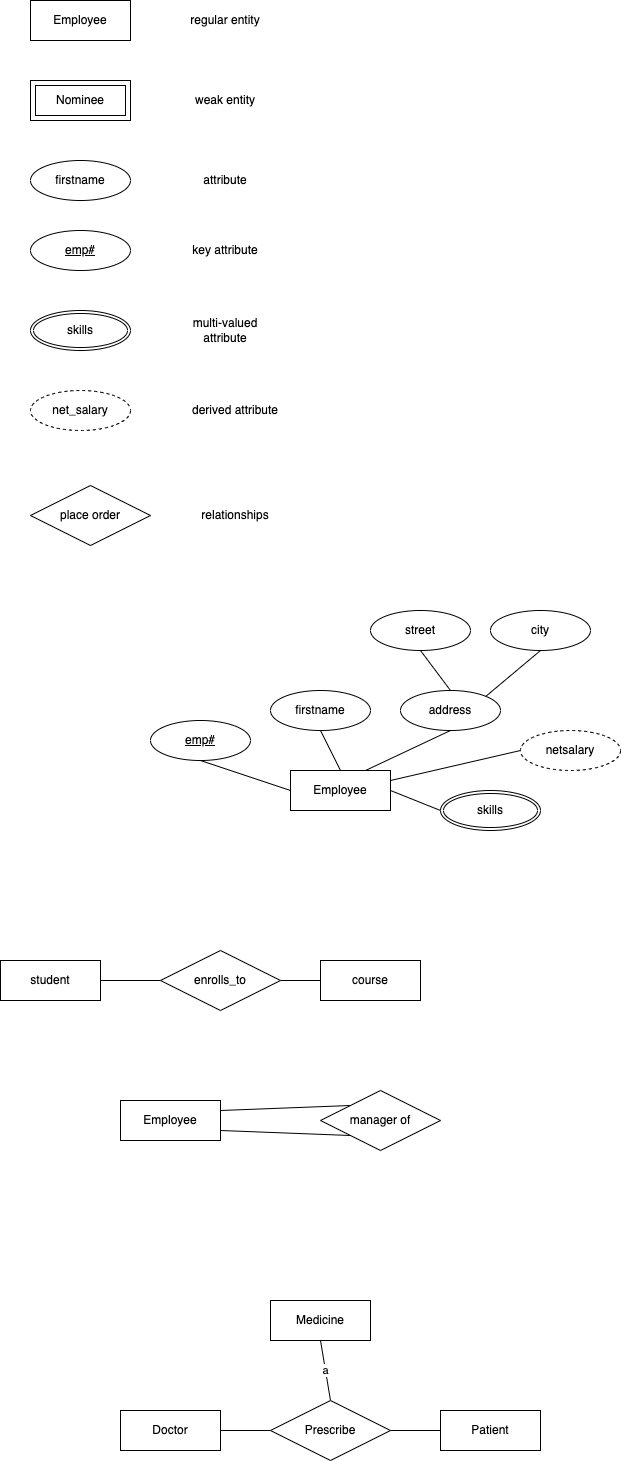 Employee
regular entity
Nominee
weak entity
firstname
attribute
emp#
key attribute
skills
multi-valued
attribute
net_salary
derived attribute
place order
relationships
street
city
firstname
address
emp#
netsalary
Employee
skills
student
enrolls_to
course
Employee
manager of
Medicine
a
Doctor
Prescribe
Patient